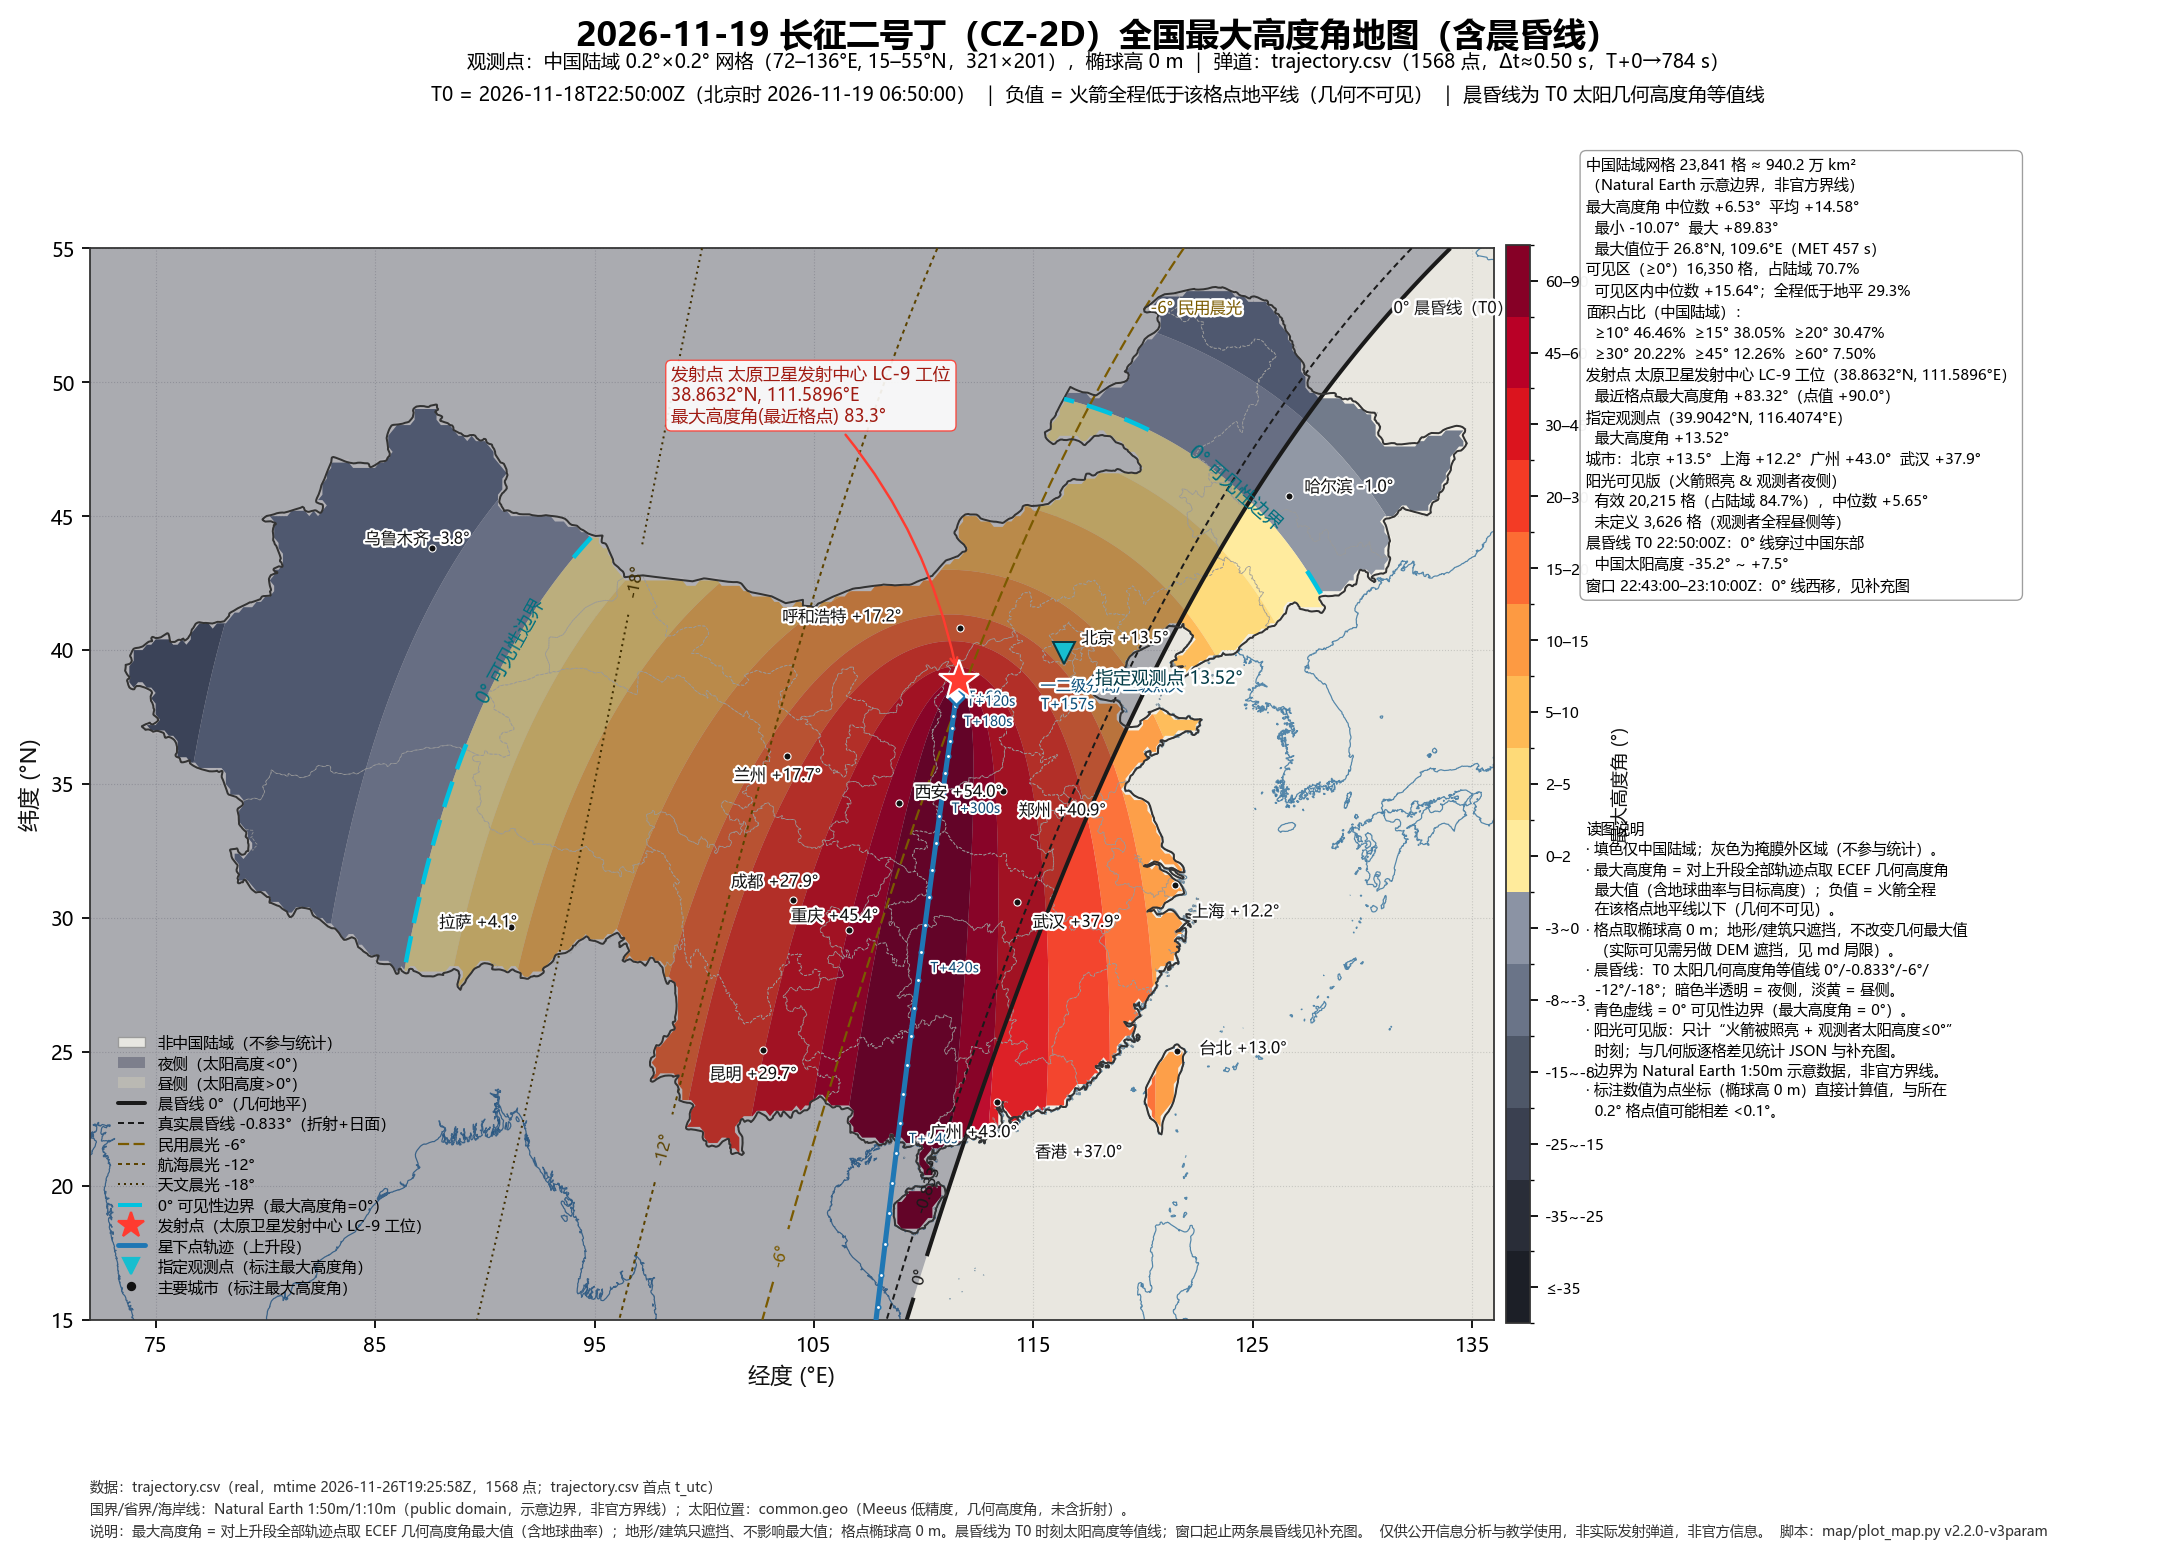 2026-11-19 长征二号丁（CZ-2D）全国最大高度角地图（含晨昏线）
观测点：中国陆域 0.2°×0.2° 网格（72–136°E, 15–55°N，321×201），椭球高 0 m ｜ 弹道：trajectory.csv（1568 点，Δt≈0.50 s，T+0→784 s）
T0 = 2026-11-18T22:50:00Z（北京时 2026-11-19 06:50:00） ｜ 负值 = 火箭全程低于该格点地平线（几何不可见） ｜ 晨昏线为 T0 太阳几何高度角等值线
55
50
45
40
35
30
25
20
15
纬度 (°N)
75
85
95
105
115
125
135
经度 (°E)
-6° 民用晨光
0° 晨昏线（T0）
发射点 太原卫星发射中心 LC-9 工位
38.8632°N, 111.5896°E
最大高度角(最近格点) 83.3°
0° 可见性边界
哈尔滨 -1.0°
乌鲁木齐 -3.8°
-18°
0° 可见性边界
呼和浩特 +17.2°
北京 +13.5°
指定观测点 13.52°
T+120s
T+157s
T+180s
兰州 +17.7°
西安 +54.0°
T+300s
郑州 +40.9°
成都 +27.9°
重庆 +45.4°
拉萨 +4.1°
武汉 +37.9°
上海 +12.2°
T+420s
昆明 +29.7°
台北 +13.0°
广州 +43.0°
香港 +37.0°
-12°
-6°
0°
非中国陆域（不参与统计）
夜侧（太阳高度<0°）
昼侧（太阳高度>0°）
晨昏线 0°（几何地平）
真实晨昏线 -0.833°（折射+日面）
民用晨光 -6°
航海晨光 -12°
天文晨光 -18°
0° 可见性边界（最大高度角=0°）
发射点（太原卫星发射中心 LC-9 工位）
星下点轨迹（上升段）
指定观测点（标注最大高度角）
主要城市（标注最大高度角）
45–60
10–15
5–10
2–5
0–2
-3~0
-8~-3
-15~-8
-25~-15
-35~-25
≤-35
最大高度角 (°)
中国陆域网格 23,841 格 ≈ 940.2 万 km²
（Natural Earth 示意边界，非官方界线）
最大高度角 中位数 +6.53° 平均 +14.58°
最小 -10.07° 最大 +89.83°
最大值位于 26.8°N, 109.6°E（MET 457 s）
可见区（≥0°）16,350 格，占陆域 70.7%
可见区内中位数 +15.64°；全程低于地平 29.3%
面积占比（中国陆域）:
≥10° 46.46% ≥15° 38.05% ≥20° 30.47%
≥30° 20.22% ≥45° 12.26% ≥60° 7.50%
发射点 太原卫星发射中心 LC-9 工位（38.8632°N, 111.5896°E）
最近格点最大高度角 +83.32°（点值 +90.0°）
指定观测点（39.9042°N, 116.4074°E）
最大高度角 +13.52°
城市：北京 +13.5° 上海 +12.2° 广州 +43.0° 武汉 +37.9°
阳光可见版（火箭照亮 & 观测者夜侧）
有效 20,215 格（占陆域 84.7%），中位数 +5.65°
未定义 3,626 格（观测者全程昼侧等）
晨昏线 T0 22:50:00Z：0° 线穿过中国东部
中国太阳高度 -35.2° ~ +7.5°
窗口 22:43:00–23:10:00Z：0° 线西移，见补充图
读图说明
· 填色仅中国陆域；灰色为掩膜外区域（不参与统计）。
· 最大高度角 = 对上升段全部轨迹点取 ECEF 几何高度角
最大值（含地球曲率与目标高度）；负值 = 火箭全程
在该格点地平线以下（几何不可见）。
· 格点取椭球高 0 m；地形/建筑只遮挡，不改变几何最大值
（实际可见需另做 DEM 遮挡，见 md 局限）。
· 晨昏线：T0 太阳几何高度角等值线 0°/-0.833°/-6°/
-12°/-18°；暗色半透明 = 夜侧，淡黄 = 昼侧。
· 青色虚线 = 0° 可见性边界（最大高度角 = 0°）。
· 阳光可见版：只计“火箭被照亮 + 观测者太阳高度≤0°”
时刻；与几何版逐格差见统计 JSON 与补充图。
· 边界为 Natural Earth 1:50m 示意数据，非官方界线。
· 标注数值为点坐标（椭球高 0 m）直接计算值，与所在
0.2° 格点值可能相差 <0.1°。
数据：trajectory.csv（real，mtime 2026-11-26T19:25:58Z，1568 点；trajectory.csv 首点 t_utc）
国界/省界/海岸线：Natural Earth 1:50m/1:10m（public domain，示意边界，非官方界线）；太阳位置：common.geo（Meeus 低精度，几何高度角，未含折射）。
说明：最大高度角 = 对上升段全部轨迹点取 ECEF 几何高度角最大值（含地球曲率）；地形/建筑只遮挡、不影响最大值；格点椭球高 0 m。晨昏线为 T0 时刻太阳高度等值线；窗口起止两条晨昏线见补充图。 仅供公开信息分析与教学使用，非实际发射弹道，非官方信息。 脚本：map/plot_map.py v2.2.0-v3param